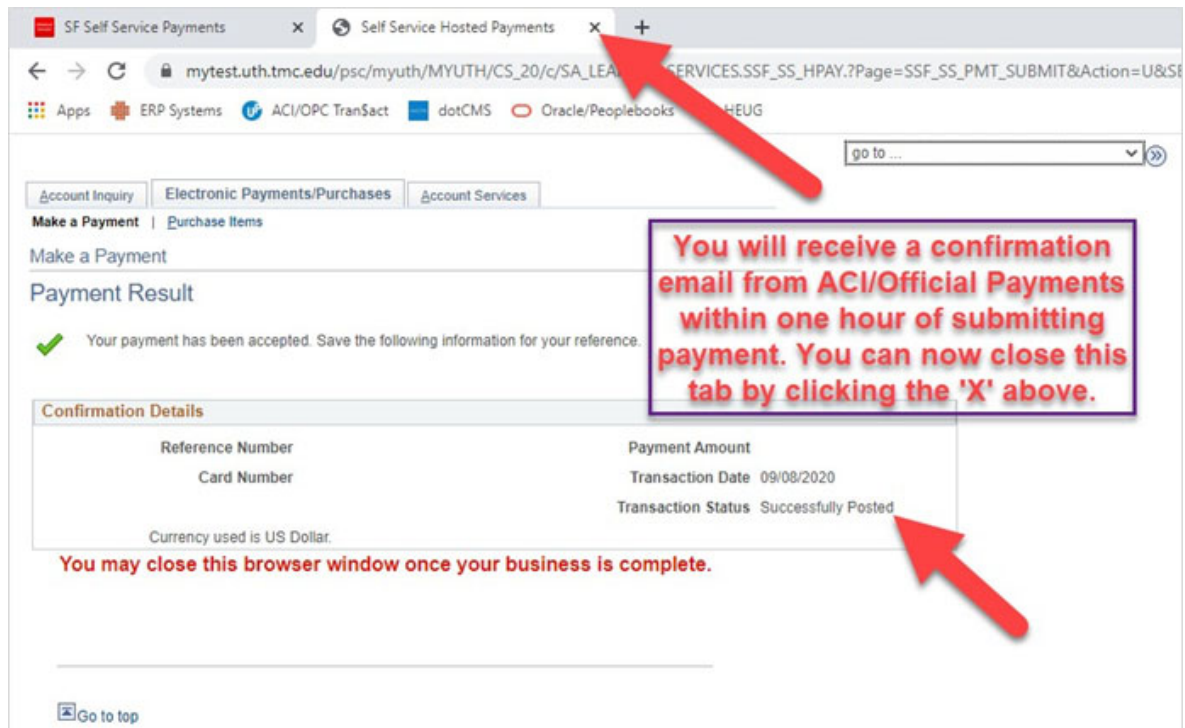 SF Self Service Payments
Self Service Hosted Payments
mytest.uth.tmc.edu/psc/myuth/MYUTH/CS_20/c/SA_LEA ERVICES.SSF_SS_HPAY.?Page=SSF_SS_PMT_SUBMIT&Action=U&SE
Apps ERP Systems ACI/OPC Tran$act dotCMS Oracle/Peoplebooks HEUG
go to ...
Account Inquiry Electronic Payments/Purchases Account Services
Make a Payment | Purchase Items
Make a Payment
Payment Result
Your payment has been accepted. Save the following information for your reference.
You will receive a confirmation
email from ACI/Official Payments
within one hour of submitting
payment. You can now close this
tab by clicking the 'X' above.
Confirmation Details
Reference Number Payment Amount
Card Number Transaction Date 09/08/2020
Transaction Status Successfully Posted
Currency used is US Dollar.
You may close this browser window once your business is complete.
Go to top